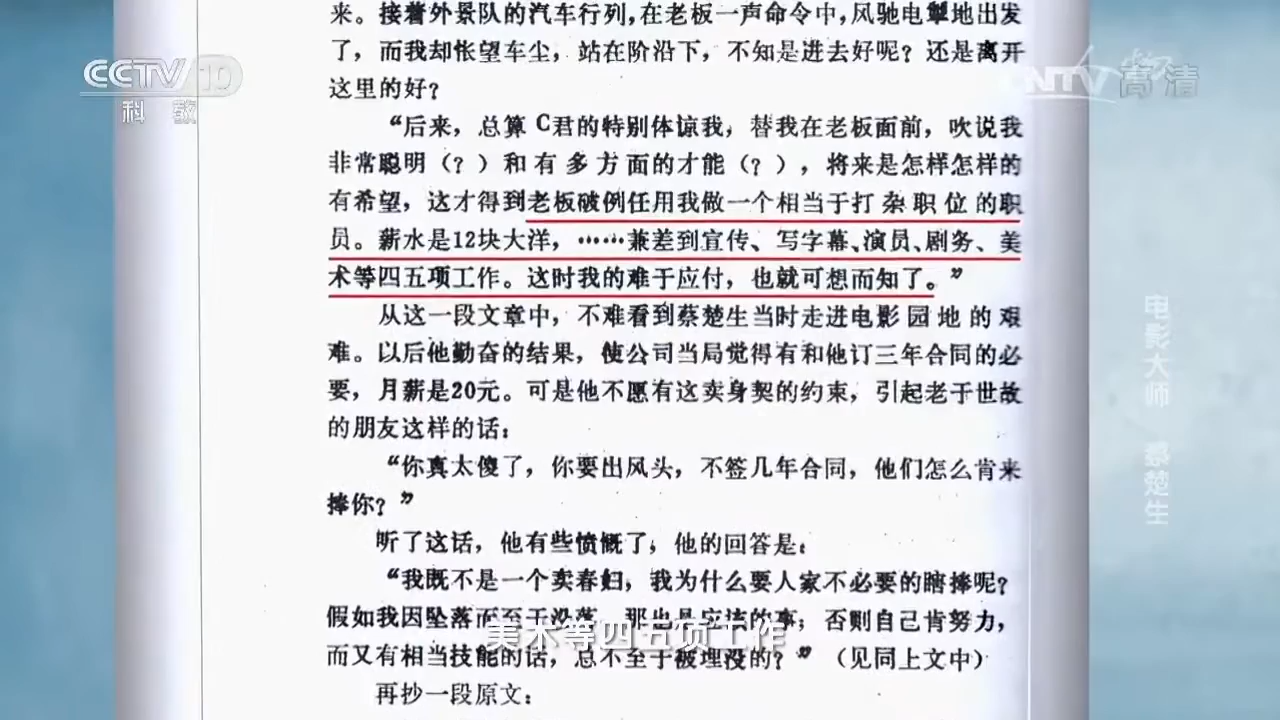 来。接着外景队的汽车行列,在老板一声命令中,风驰电掣地出发
了，而我却怅望车尘，站在阶沿下，不知是进去好呢？还是离开
这里的好？
“后来，总算C君的特别体谅我，替我在老板面前，吹说我
非常聪明（？）和有多方面的才能（？），将来是怎样怎样的
有希望，这才得到老板破例任用我做一个相当于打杂职位的职
员。薪水是12块大洋，……兼差到宣传、写字幕、演员、剧务、美
术等四五项工作。这时我的难于应付，也就可想而知了。”
从这一段文章中，不难看到蔡楚生当时走进电影园地的艰
难。以后他勤奋的结果，使公司当局觉得有和他订三年合同的必
要，月薪是20元。可是他不愿有这卖身契的约束，引起老于世故
的朋友这样的话：
“你真太傻了，你要出风头，不签几年合同，他们怎么肯来
捧你？”
听了这话，他有些愤慨了，他的回答是：
“我既不是一个卖春妇，我为什么要人家不必要的瞎捧呢？
假如我因坠落而至于没落，那也是应该的事；否则自己肯努力，
而又有相当技能的话，总不至于被埋没的？”（见同上文中）
再抄一段原文：
美术等四五项工作
CCTV 10
科教
CNTV 高清
人物
电影大师 蔡楚生